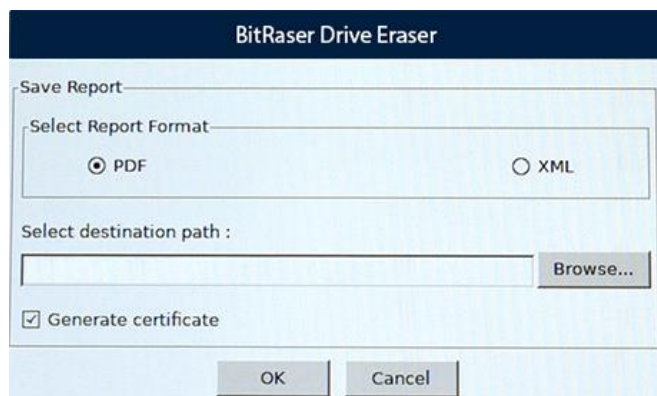 BitRaser Drive Eraser
Save Report
Select Report Format
PDF XML
Select destination path :
Browse...
Generate certificate
OK Cancel